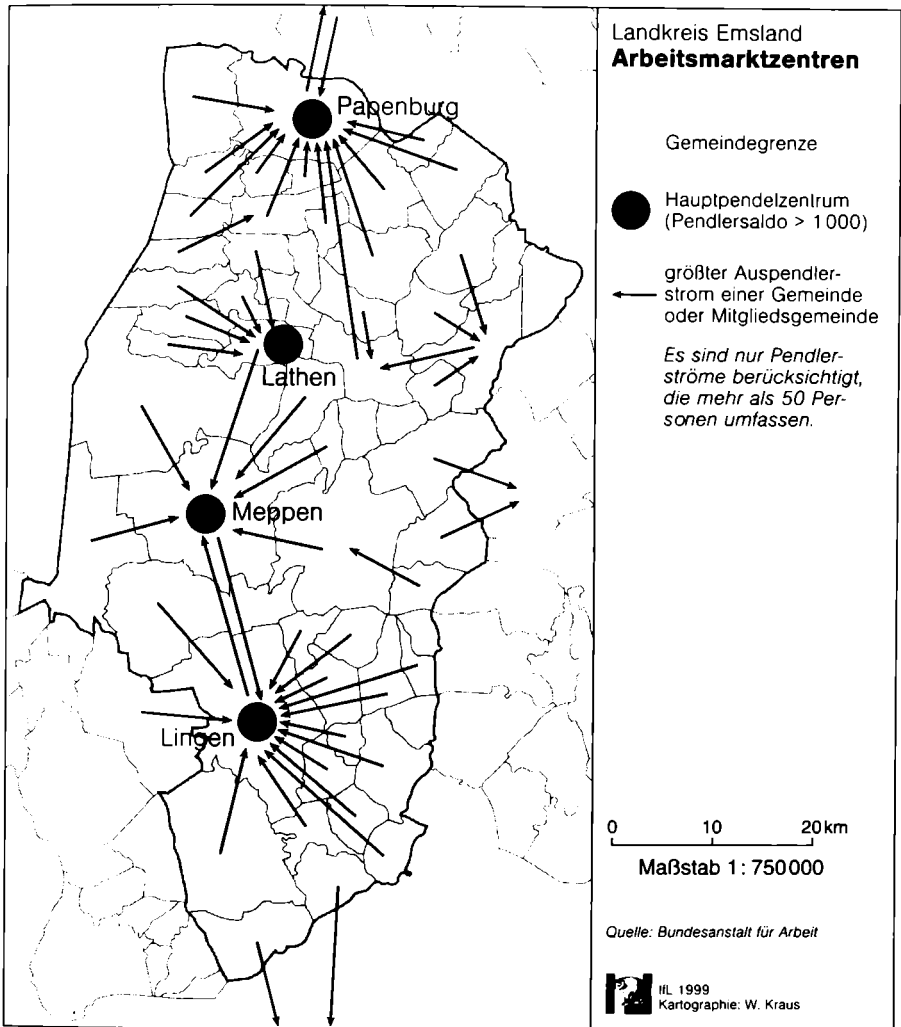 Landkreis Emsland
Arbeitsmarktzentren
Gemeindegrenze
Hauptpendelzentrum
(Pendlersaldo > 1000)
größter Auspendler-
strom einer Gemeinde
oder Mitgliedsgemeinde
Es sind nur Pendler-
ströme berücksichtigt,
die mehr als 50 Per-
sonen umfassen.
Papenburg
Lathen
Meppen
Lingen
0 10 20 km
Maßstab 1: 750000
Quelle: Bundesanstalt für Arbeit
IfL 1999
Kartographie: W. Kraus